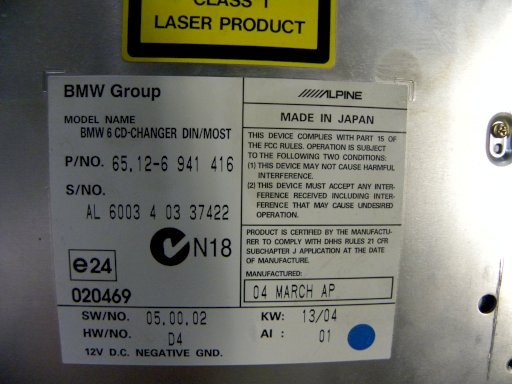 CLASS 1
LASER PRODUCT
BMW Group
MODEL NAME
BMW 6 CD-CHANGER DIN/MOST
P/NO. 65.12-6 941 416
S/NO.
AL 6003 4 03 37422
N18
e24
020469
SW/NO. 05.00.02
HW/NO. D4
12V D.C. NEGATIVE GND.
ALPINE
MADE IN JAPAN
THIS DEVICE COMPLIES WITH PART 15 OF
THE FCC RULES. OPERATION IS SUBJECT
TO THE FOLLOWING TWO CONDITIONS:
(1) THIS DEVICE MAY NOT CAUSE HARMFUL
INTERFERENCE.
(2) THIS DEVICE MUST ACCEPT ANY INTER-
FERENCE RECEIVED INCLUDING INTER-
FERENCE THAT MAY CAUSE UNDESIRED
OPERATION.
PRODUCT IS CERTIFIED BY THE MANUFACTU-
RER TO COMPLY WITH DHHS RULES 21 CFR
SUBCHAPTER J APPLICATION AT THE DATE
OF MANUFACTURE.
MANUFACTURED:
04 MARCH AP
KW: 13/04
AI : 01